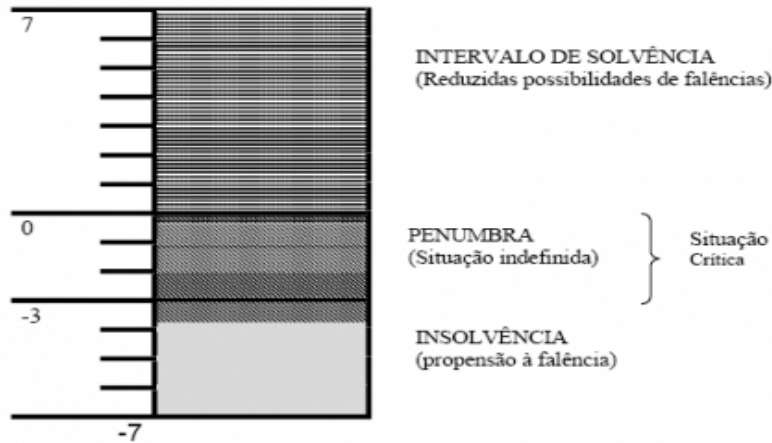 7
INTERVALO DE SOLVÊNCIA
(Reduzidas possibilidades de falências)
0
PENUMBRA
(Situação indefinida)
Situação
Crítica
-3
INSOLVÊNCIA
(propensão à falência)
-7